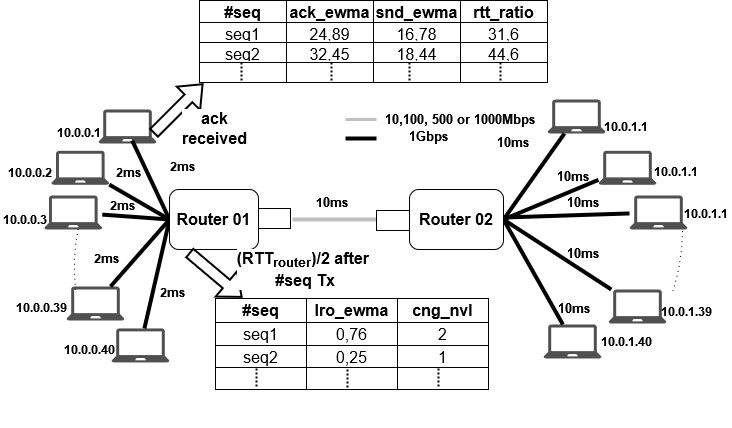 #seq ack_ewma snd_ewma rtt_ratio
seq1 24,89 16,78 31,6
seq2 32,45 18,44 44,6
ack
received
10,100, 500 or 1000Mbps
1Gbps
10.0.0.1
10.0.0.2
10.0.0.3
10.0.0.39
10.0.0.40
2ms
2ms
2ms
2ms
2ms
Router 01
10ms
Router 02
10ms
10ms
10ms
10ms
10ms
10.0.1.1
10.0.1.1
10.0.1.1
10.0.1.39
10.0.1.40
(RTTrouter)/2 after
#seq Tx
#seq lro_ewma cng_nvl
seq1 0,76 2
seq2 0,25 1